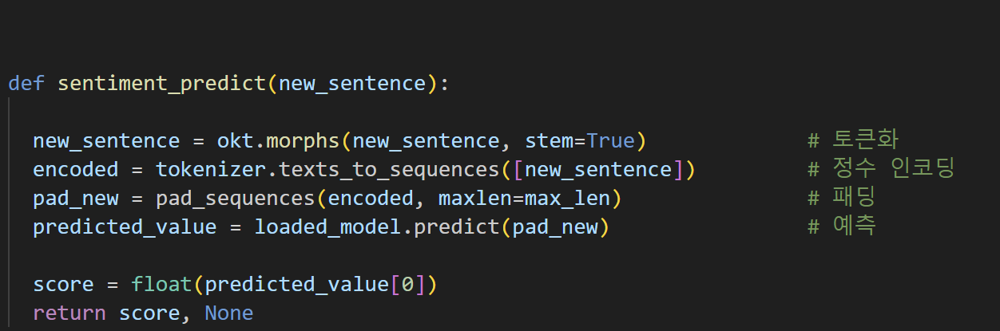 def sentiment_predict(new_sentence):
new_sentence = okt.morphs(new_sentence, stem=True) # 토큰화
encoded = tokenizer.texts_to_sequences([new_sentence]) # 정수 인코딩
pad_new = pad_sequences(encoded, maxlen=max_len) # 패딩
predicted_value = loaded_model.predict(pad_new) # 예측
score = float(predicted_value[0])
return score, None